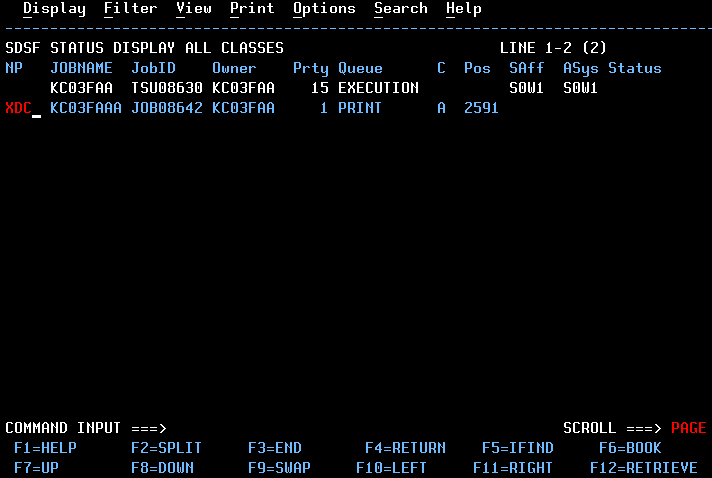 Display  Filter  View  Print  Options  Search  Help
-------------------------------------------------------------------------------
SDSF STATUS DISPLAY ALL CLASSES                        LINE 1-2 (2)
NP   JOBNAME  JobID    Owner    Prty Queue      C  Pos  SAff  ASys Status
     KC03FAA  TSU08630 KC03FAA    15 EXECUTION          S0W1  S0W1
XDC_ KC03FAAA JOB08642 KC03FAA     1 PRINT      A  2591
COMMAND INPUT ===>                                            SCROLL ===> PAGE
F1=HELP      F2=SPLIT     F3=END       F4=RETURN    F5=IFIND     F6=BOOK
F7=UP        F8=DOWN      F9=SWAP     F10=LEFT     F11=RIGHT    F12=RETRIEVE